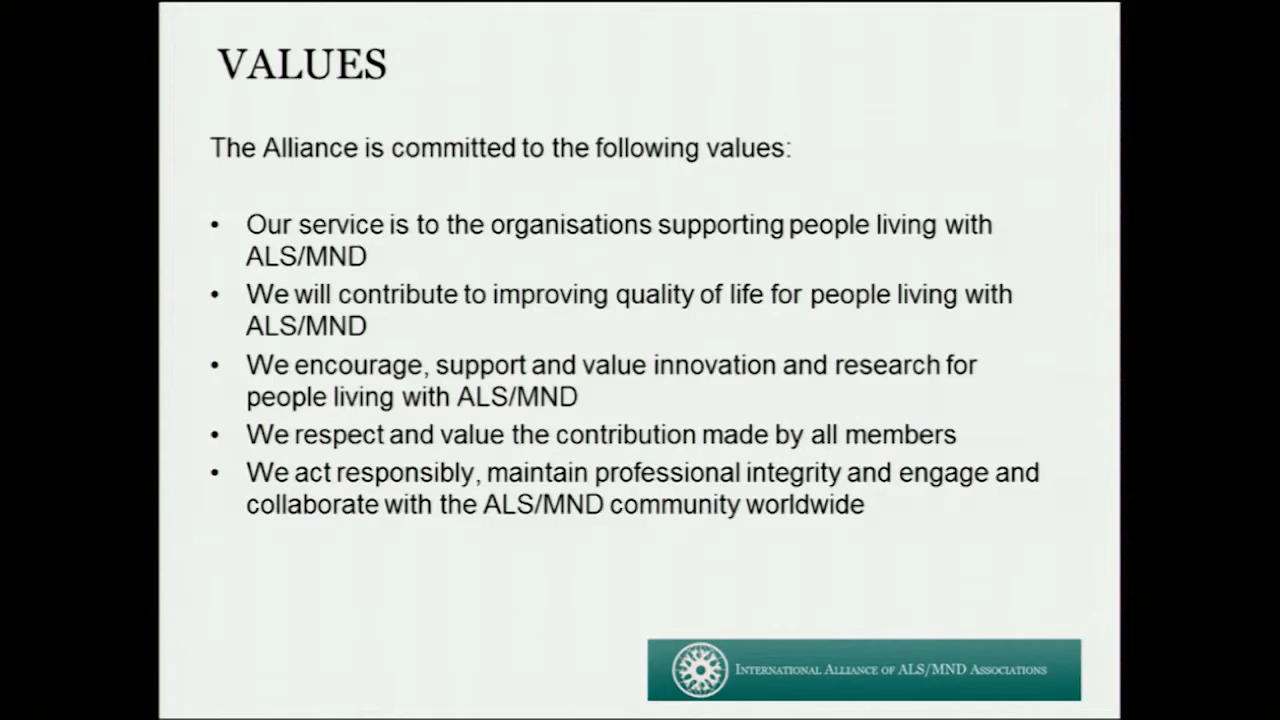 VALUES
The Alliance is committed to the following values:
• Our service is to the organisations supporting people living with
ALS/MND
• We will contribute to improving quality of life for people living with
ALS/MND
• We encourage, support and value innovation and research for
people living with ALS/MND
• We respect and value the contribution made by all members
• We act responsibly, maintain professional integrity and engage and
collaborate with the ALS/MND community worldwide
INTERNATIONAL ALLIANCE OF ALS/MND ASSOCIATIONS